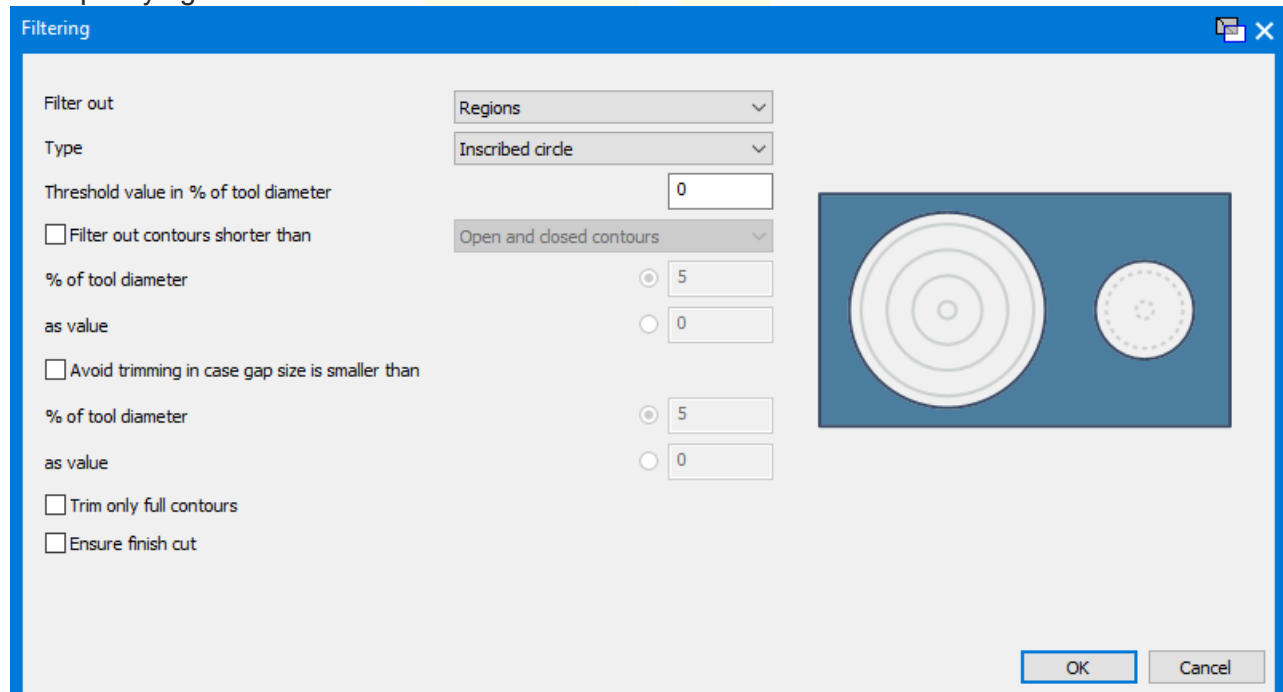 Filtering
Filter out
Regions
Type
Inscribed circle
Threshold value in % of tool diameter
0
Filter out contours shorter than
Open and closed contours
% of tool diameter
5
as value
0
Avoid trimming in case gap size is smaller than
% of tool diameter
5
as value
0
Trim only full contours
Ensure finish cut
OK
Cancel